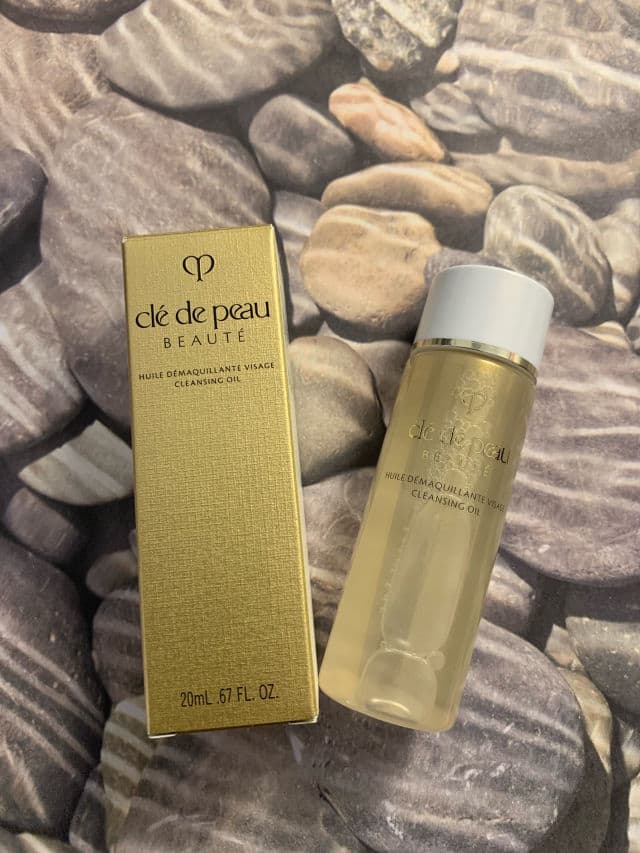 clé de peau
BEAUTÉ
HUILE DÉMAQUILLANTE VISAGE
CLEANSING OIL
20mL .67 FL. OZ.
clé de peau
BEAUTÉ
HUILE DÉMAQUILLANTE VISAGE
CLEANSING OIL